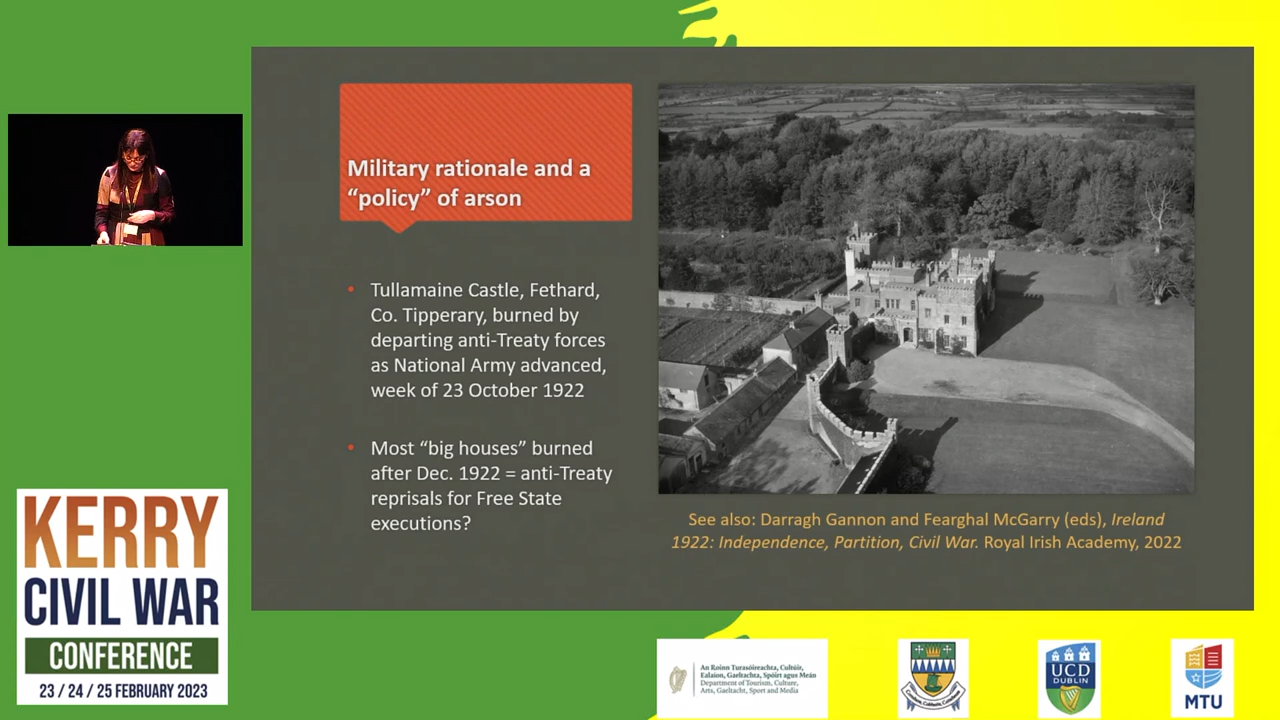 Military rationale and a
“policy” of arson
• Tullamaine Castle, Fethard,
Co. Tipperary, burned by
departing anti-Treaty forces
as National Army advanced,
week of 23 October 1922
• Most “big houses” burned
after Dec. 1922 = anti-Treaty
reprisals for Free State
executions?
See also: Darragh Gannon and Fearghal McGarry (eds), Ireland
1922: Independence, Partition, Civil War. Royal Irish Academy, 2022
KERRY
CIVIL WAR
CONFERENCE
23 / 24 / 25 FEBRUARY 2023
An Roinn Turasóireachta, Cultúir,
Ealaíon, Gaeltachta, Spóirt agus Meán
Department of Tourism, Culture,
Arts, Gaeltacht, Sport and Media
UCD
DUBLIN
MTU